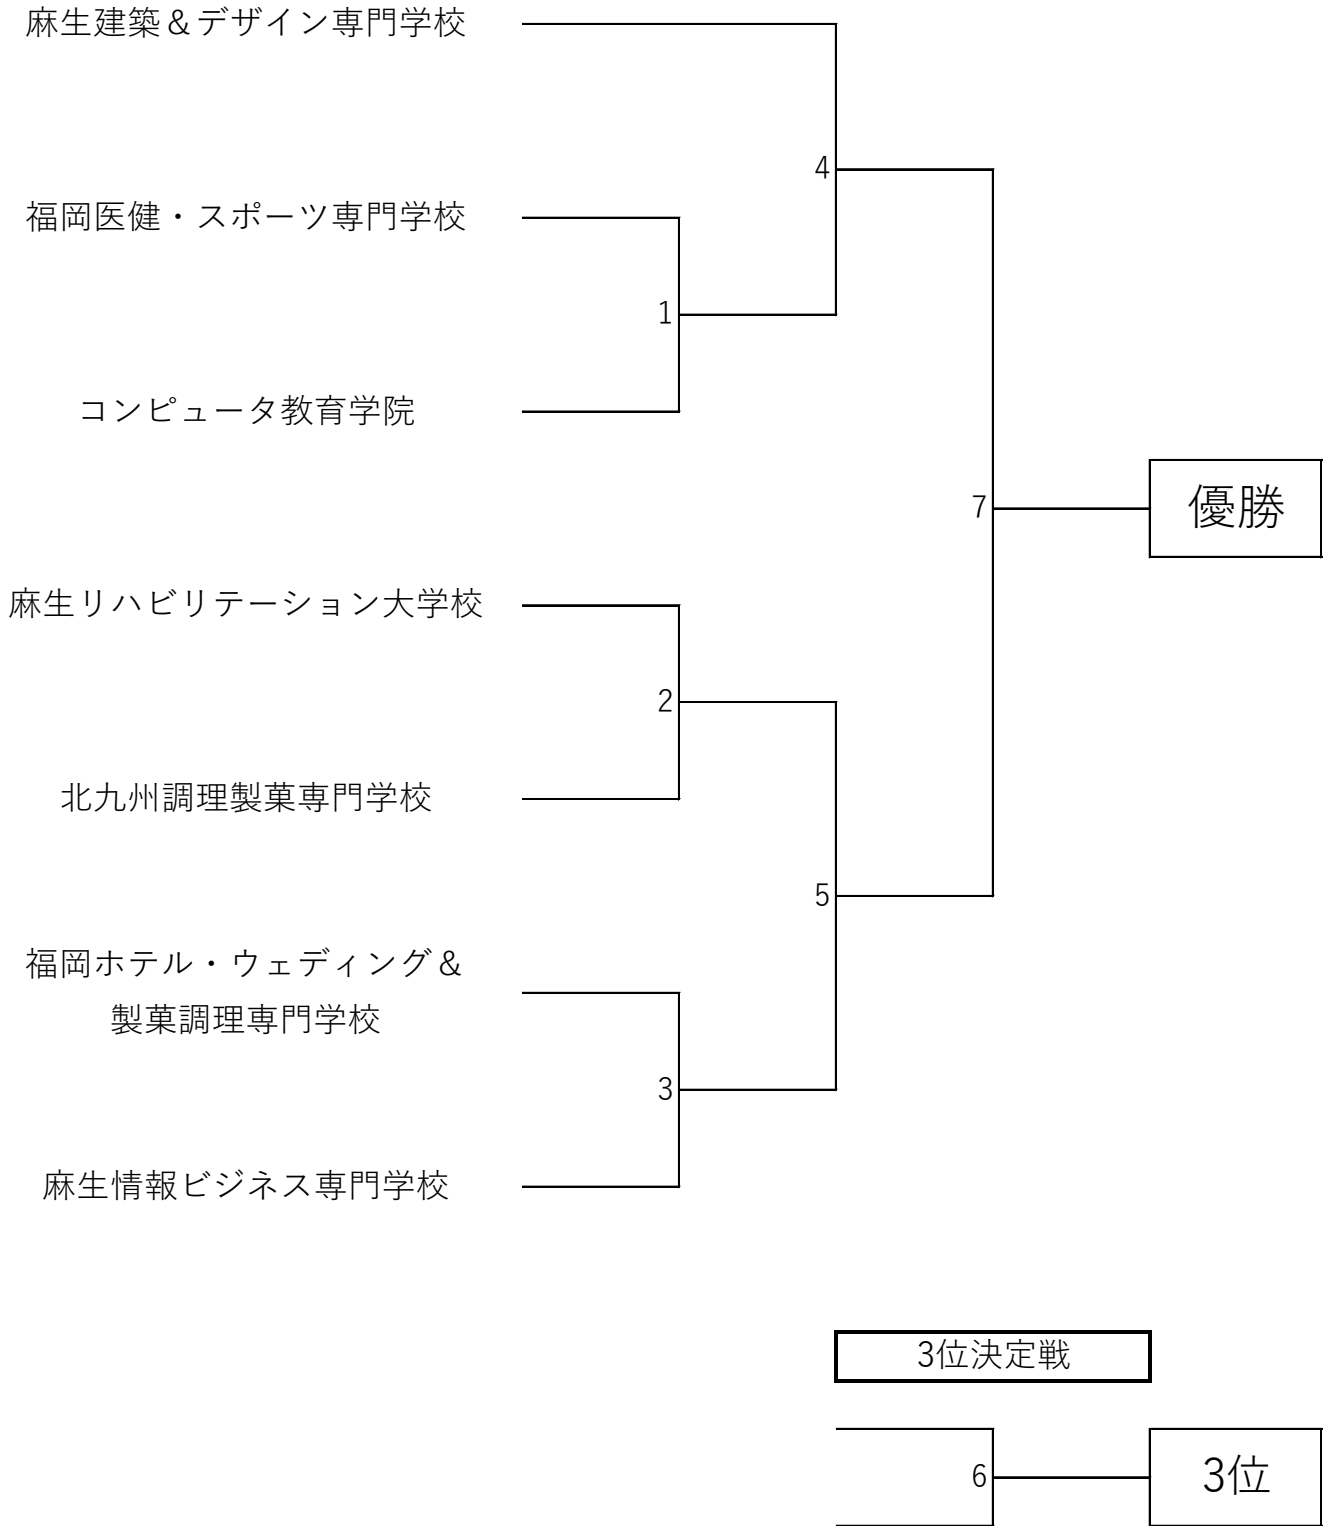 麻生建築＆デザイン専門学校
4
福岡医健・スポーツ専門学校
1
コンピュータ教育学院
7
優勝
麻生リハビリテーション大学校
2
北九州調理製菓専門学校
5
福岡ホテル・ウェディング＆
製菓調理専門学校
3
麻生情報ビジネス専門学校
3位決定戦
6
3位